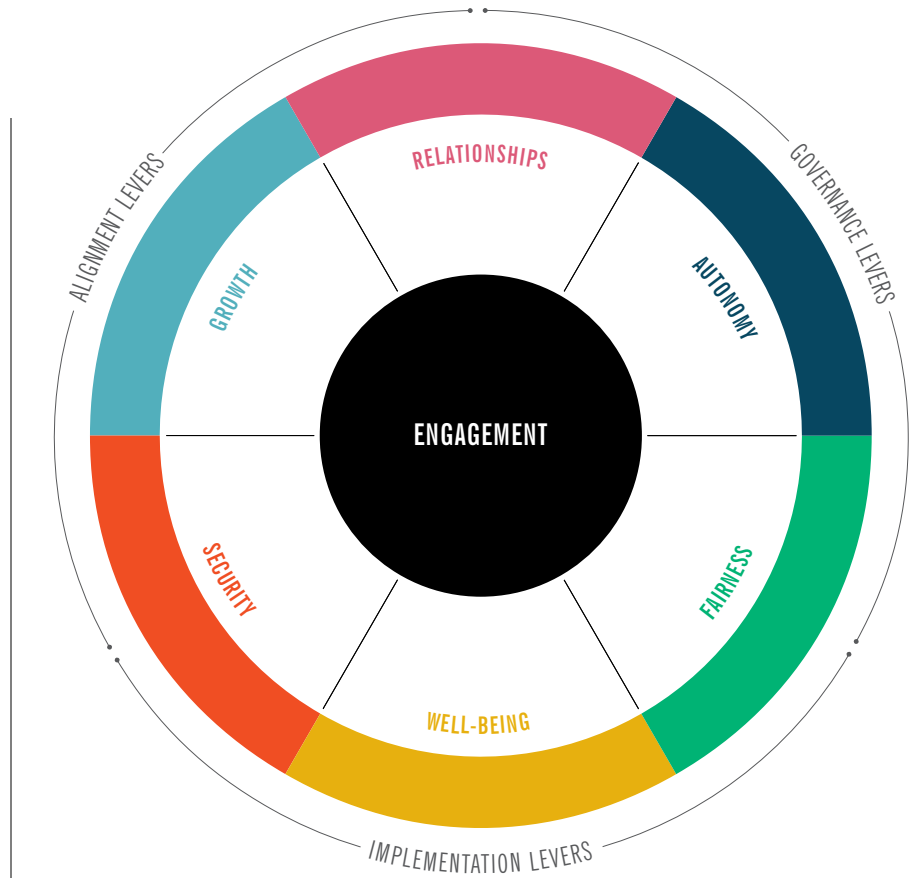 RELATIONSHIPS
ALIGNMENT LEVERS
GOVERNANCE LEVERS
GROWTH
AUTONOMY
ENGAGEMENT
SECURITY
FAIRNESS
WELL-BEING
IMPLEMENTATION LEVERS